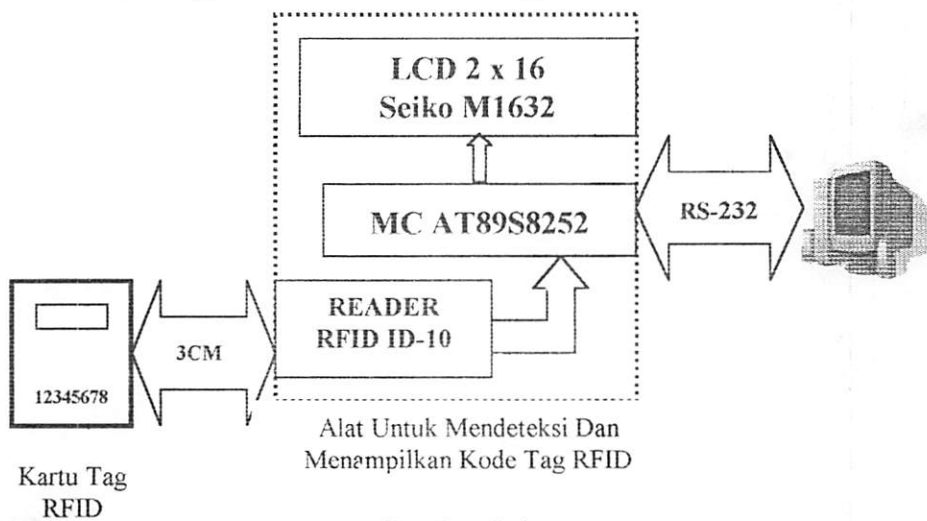 LCD 2 x 16
Seiko M1632
MC AT89S8252
RS-232
READER
RFID ID-10
3CM
12345678
Alat Untuk Mendeteksi Dan
Menampilkan Kode Tag RFID
Kartu Tag
RFID